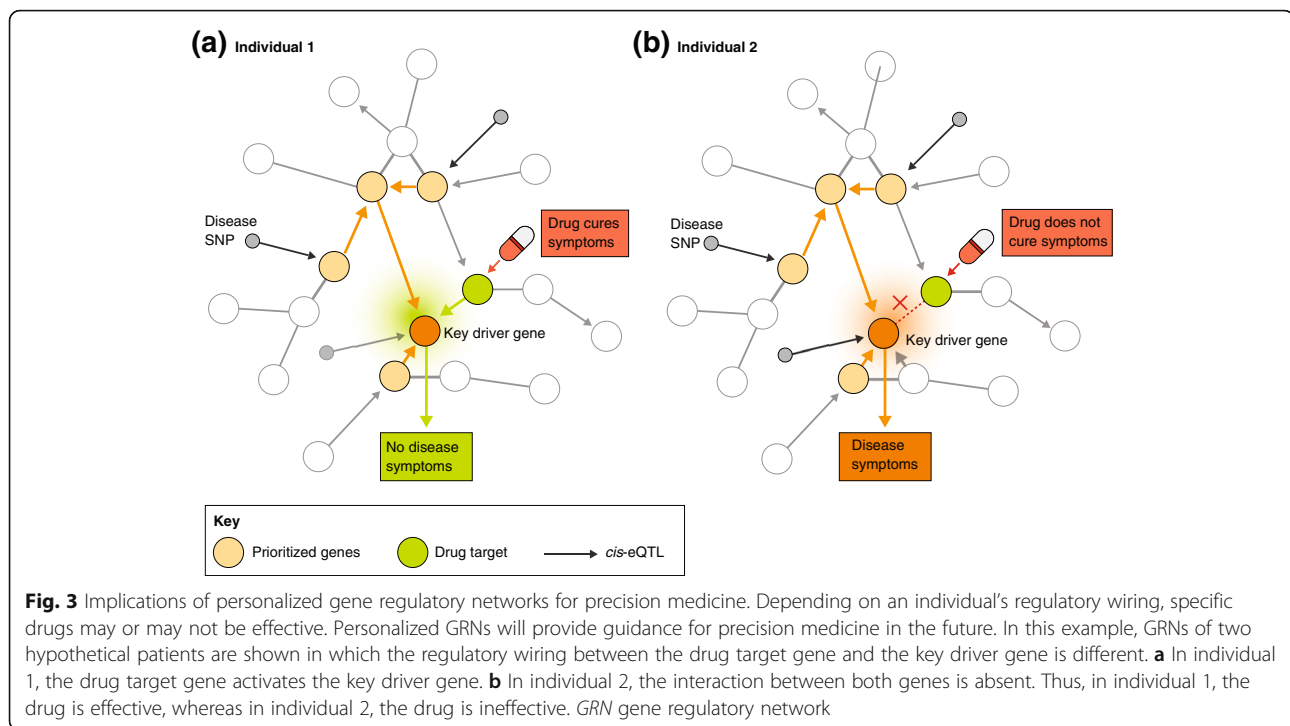 (a) Individual 1
Disease
SNP
Drug cures
symptoms
Key driver gene
No disease
symptoms
(b) Individual 2
Disease
SNP
Drug does not
cure symptoms
Key driver gene
Disease
symptoms
Key
Prioritized genes
Drug target
cis-eQTL
Fig. 3 Implications of personalized gene regulatory networks for precision medicine. Depending on an individual's regulatory wiring, specific
drugs may or may not be effective. Personalized GRNs will provide guidance for precision medicine in the future. In this example, GRNs of two
hypothetical patients are shown in which the regulatory wiring between the drug target gene and the key driver gene is different. a In individual
1, the drug target gene activates the key driver gene. b In individual 2, the interaction between both genes is absent. Thus, in individual 1, the
drug is effective, whereas in individual 2, the drug is ineffective. GRN gene regulatory network